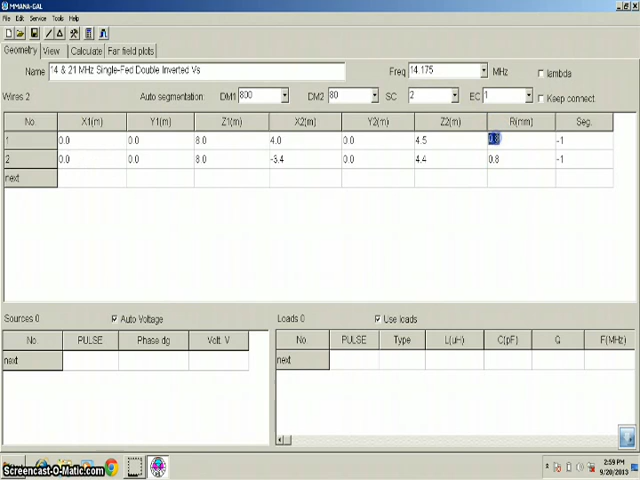 MMANA-GAL
File Edit Service Tools Help
Geometry View Calculate Far field plots
Name 14 & 21 MHz Single-Fed Double Inverted Vs Freq 14.175 MHz lambda
Wires 2 Auto segmentation: DM1 800 DM2 80 SC 2 EC 1 Keep connect
No. X1(m) Y1(m) Z1(m) X2(m) Y2(m) Z2(m) R(mm) Seg.
1 0.0 0.0 8.0 4.0 0.0 4.5 0.8 -1
2 0.0 0.0 8.0 -3.4 0.0 4.4 0.8 -1
next
Sources 0 Auto Voltage Loads 0 Use loads
No. PULSE Phase dg Volt. V No PULSE Type L(uH) C(pF) Q F(MHz)
next next
Screencast-O-Matic.com
2:59 PM